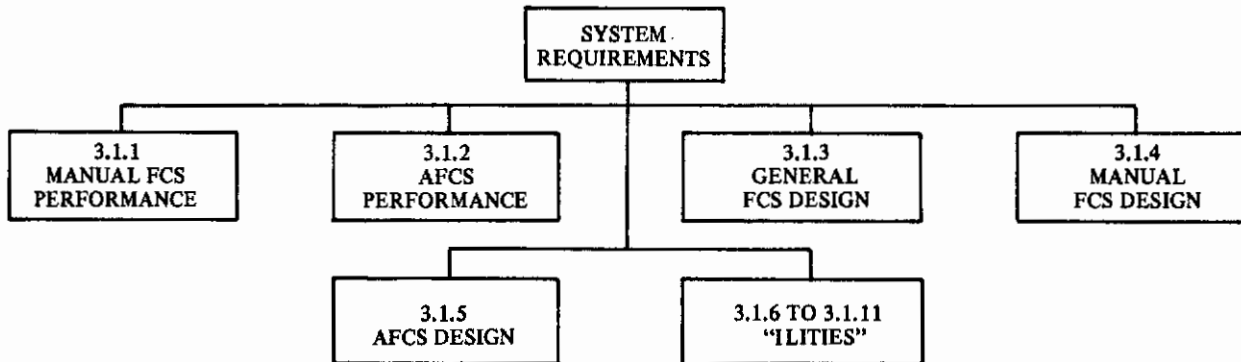 SYSTEM
REQUIREMENTS
3.1.1
MANUAL FCS
PERFORMANCE
3.1.2
AFCS
PERFORMANCE
3.1.3
GENERAL
FCS DESIGN
3.1.4
MANUAL
FCS DESIGN
3.1.5
AFCS DESIGN
3.1.6 TO 3.1.11
“ILITIES”